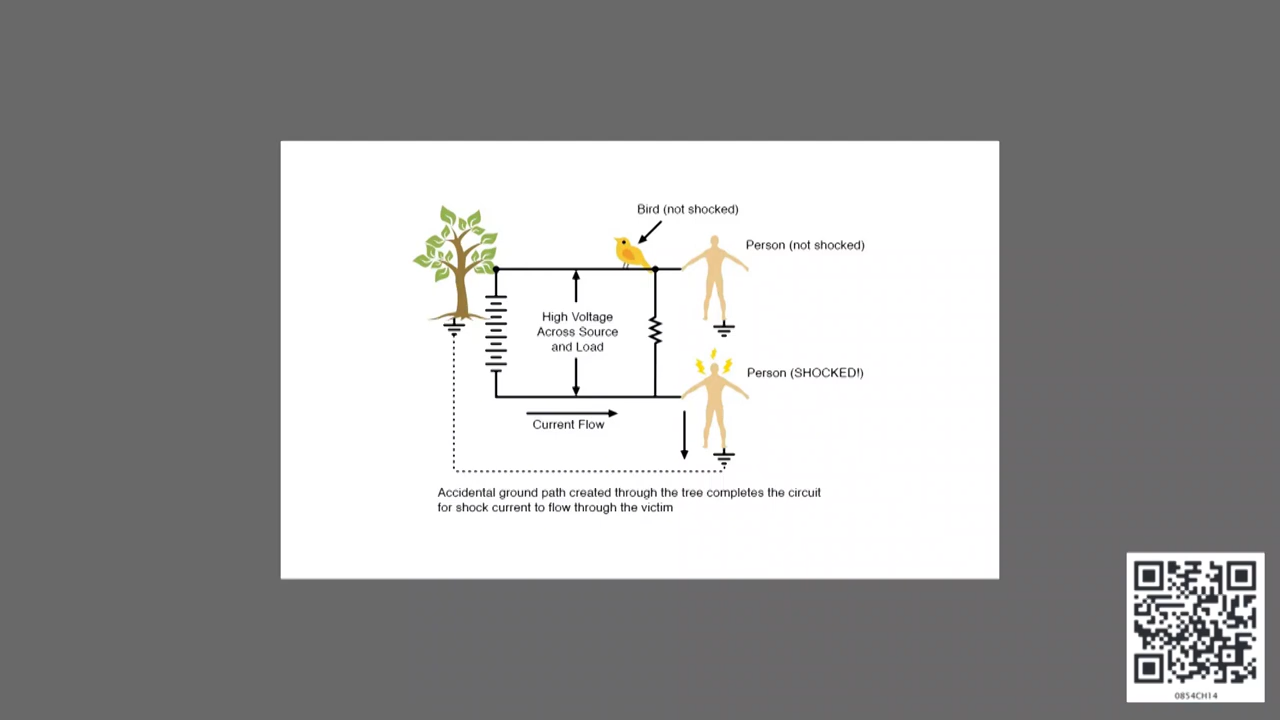 Bird (not shocked)
Person (not shocked)
High Voltage
Across Source
and Load
Person (SHOCKED!)
Current Flow
Accidental ground path created through the tree completes the circuit
for shock current to flow through the victim
0854CH14